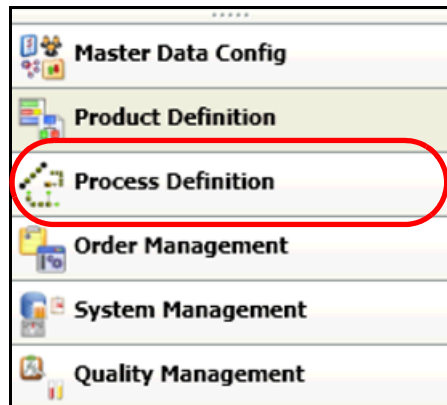 Master Data Config
Product Definition
Process Definition
Order Management
System Management
Quality Management